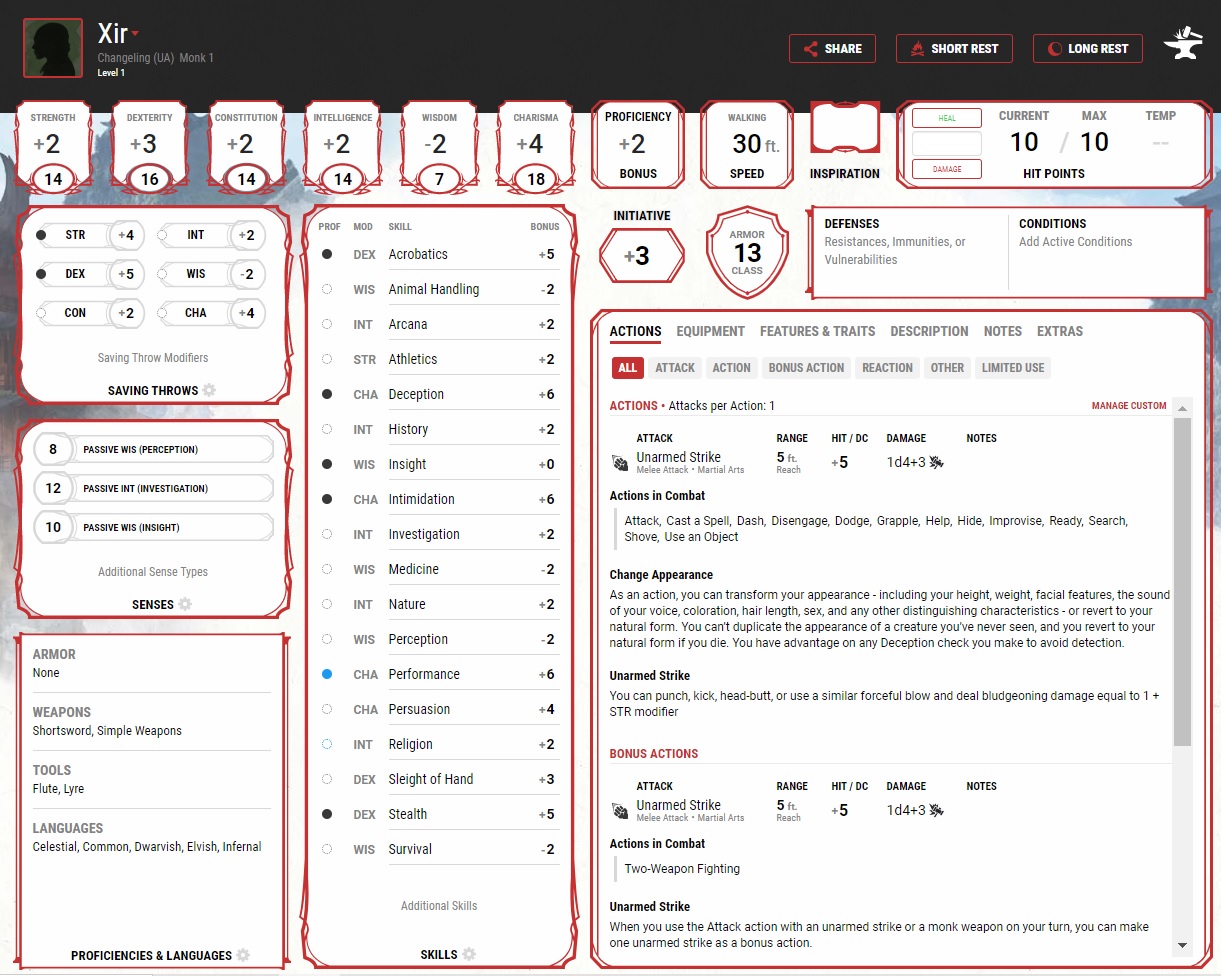 Xir
Changeling (UA) Monk 1
Level 1
SHARE
SHORT REST
LONG REST
STRENGTH
+2
14
DEXTERITY
+3
16
CONSTITUTION
+2
14
INTELLIGENCE
+2
14
WISDOM
-2
7
CHARISMA
+4
18
PROFICIENCY
+2
BONUS
WALKING
30 ft.
SPEED
INSPIRATION
HEAL
DAMAGE
CURRENT
10
/
MAX
10
TEMP
--
HIT POINTS
STR +4
INT +2
DEX +5
WIS -2
CON +2
CHA +4
Saving Throw Modifiers
SAVING THROWS
8 PASSIVE WIS (PERCEPTION)
12 PASSIVE INT (INVESTIGATION)
10 PASSIVE WIS (INSIGHT)
Additional Sense Types
SENSES
ARMOR
None
WEAPONS
Shortsword, Simple Weapons
TOOLS
Flute, Lyre
LANGUAGES
Celestial, Common, Dwarvish, Elvish, Infernal
PROFICIENCIES & LANGUAGES
PROF MOD SKILL BONUS
DEX Acrobatics +5
WIS Animal Handling -2
INT Arcana +2
STR Athletics +2
CHA Deception +6
INT History +2
WIS Insight +0
CHA Intimidation +6
INT Investigation +2
WIS Medicine -2
INT Nature +2
WIS Perception -2
CHA Performance +6
CHA Persuasion +4
INT Religion +2
DEX Sleight of Hand +3
DEX Stealth +5
WIS Survival -2
Additional Skills
SKILLS
INITIATIVE
+3
ARMOR
13
CLASS
DEFENSES
Resistances, Immunities, or
Vulnerabilities
CONDITIONS
Add Active Conditions
ACTIONS EQUIPMENT FEATURES & TRAITS DESCRIPTION NOTES EXTRAS
ALL ATTACK ACTION BONUS ACTION REACTION OTHER LIMITED USE
ACTIONS • Attacks per Action: 1
MANAGE CUSTOM
ATTACK RANGE HIT / DC DAMAGE NOTES
Unarmed Strike 5 ft. +5 1d4+3
Melee Attack • Martial Arts Reach
Actions in Combat
Attack, Cast a Spell, Dash, Disengage, Dodge, Grapple, Help, Hide, Improvise, Ready, Search,
Shove, Use an Object
Change Appearance
As an action, you can transform your appearance - including your height, weight, facial features, the sound
of your voice, coloration, hair length, sex, and any other distinguishing characteristics - or revert to your
natural form. You can't duplicate the appearance of a creature you've never seen, and you revert to your
natural form if you die. You have advantage on any Deception check you make to avoid detection.
Unarmed Strike
You can punch, kick, head-butt, or use a similar forceful blow and deal bludgeoning damage equal to 1 +
STR modifier
BONUS ACTIONS
ATTACK RANGE HIT / DC DAMAGE NOTES
Unarmed Strike 5 ft. +5 1d4+3
Melee Attack • Martial Arts Reach
Actions in Combat
Two-Weapon Fighting
Unarmed Strike
When you use the Attack action with an unarmed strike or a monk weapon on your turn, you can make
one unarmed strike as a bonus action.